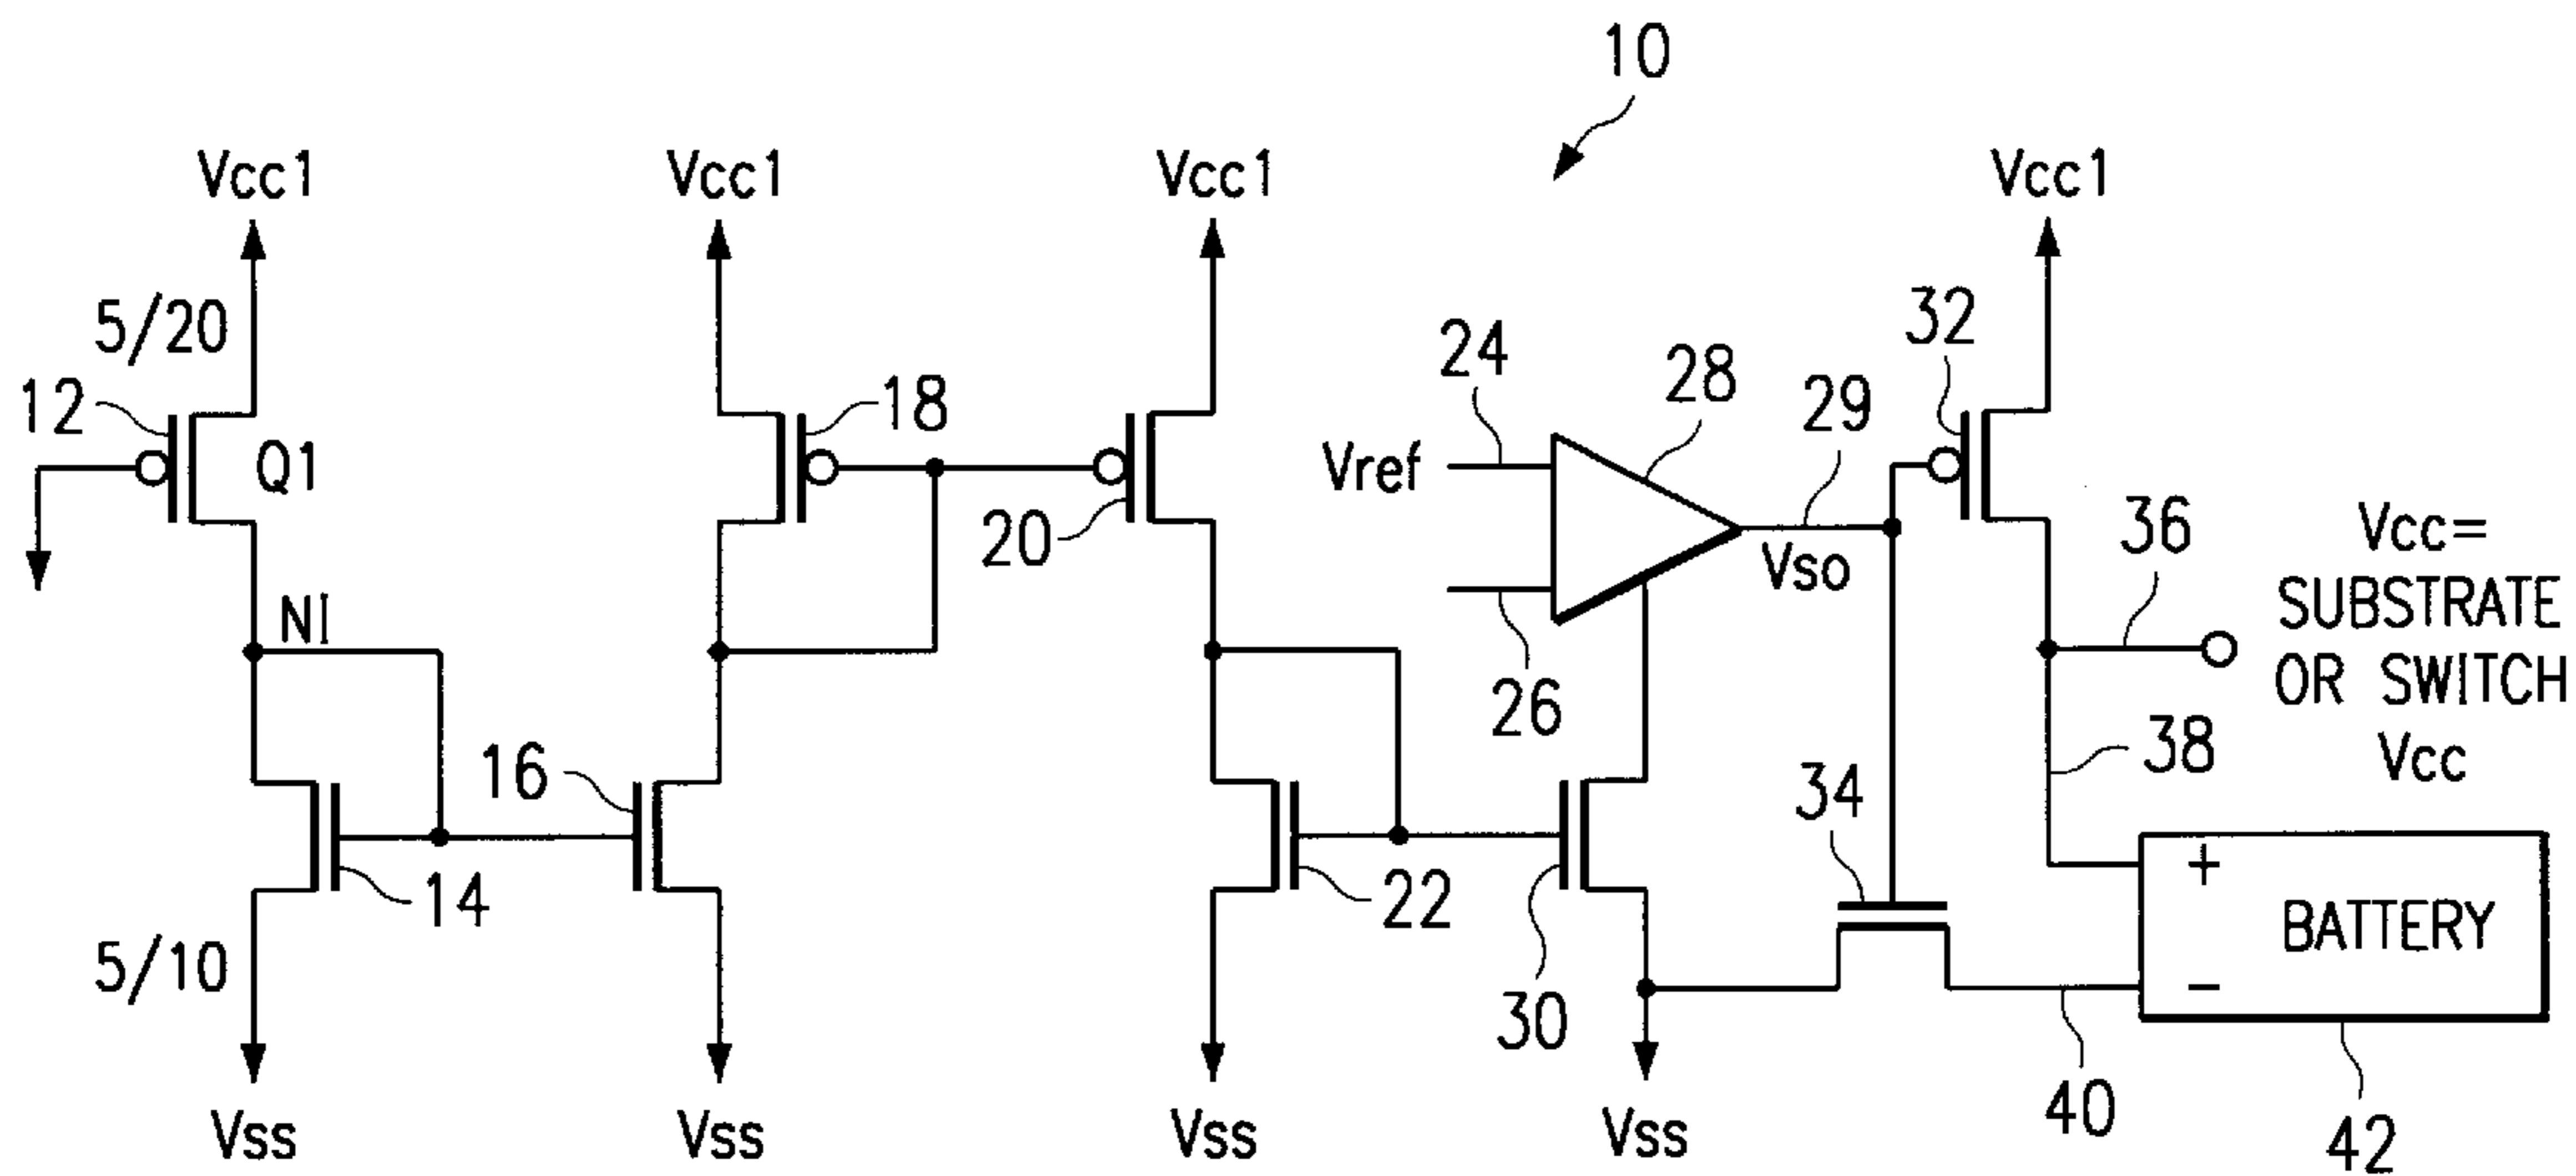 10
Vcc1
Vcc1
Vcc1
Vcc1
5/20
32
24
28
12
18
29
Q1
Vref
36
Vcc=
20
Vso
SUBSTRATE
NI
OR SWITCH
26
38
16
Vcc
34
+
14
22
BATTERY
5/10
−
30
40
42
Vss
Vss
Vss
Vss